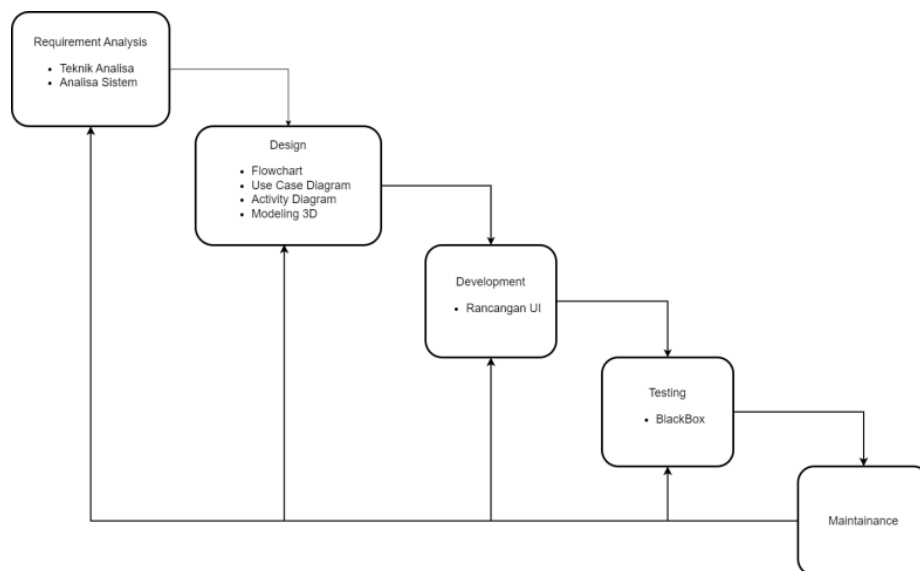 Requirement Analysis
• Teknik Analisa
• Analisa Sistem
Design
• Flowchart
• Use Case Diagram
• Activity Diagram
• Modeling 3D
Development
• Rancangan UI
Testing
• BlackBox
Maintainance